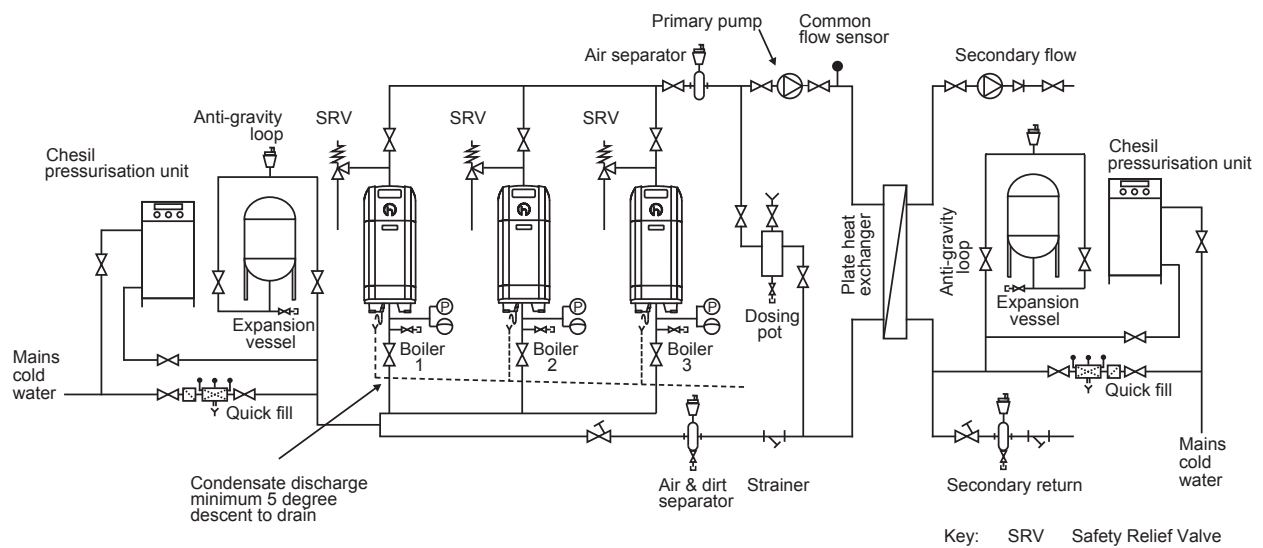 Primary pump
Common
flow sensor
Air separator
Secondary flow
Anti-gravity
loop
SRV
SRV
SRV
Chesil
pressurisation unit
Chesil
pressurisation unit
Plate heat
exchanger
Anti-gravity
loop
Expansion
vessel
Expansion
vessel
Dosing
pot
P
P
P
Boiler
1
Boiler
2
Boiler
3
Mains
cold
water
Quick fill
Quick fill
Mains
cold
water
Condensate discharge
minimum 5 degree
descent to drain
Air & dirt
separator
Strainer
Secondary return
Key: SRV Safety Relief Valve